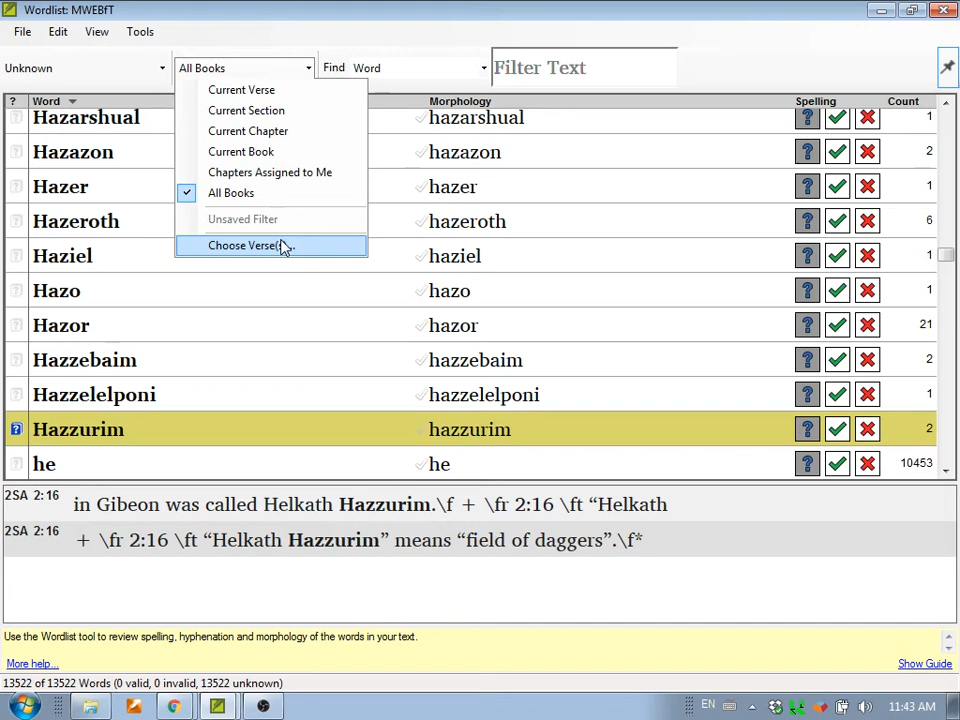 Wordlist: MWEBfT
File Edit View Tools
Unknown All Books Find Word Filter Text
Current Verse
Current Section
Current Chapter
Current Book
Chapters Assigned to Me
All Books
Unsaved Filter
Choose Verse(s)...
? Word Morphology Spelling Count
Hazarshual hazarshual 1
Hazazon hazazon 2
Hazer hazer 1
Hazeroth hazeroth 6
Haziel haziel 1
Hazo hazo 1
Hazor hazor 21
Hazzebaim hazzebaim 2
Hazzelelponi hazzelelponi 1
Hazzurim hazzurim 2
he he 10453
2SA 2:16 in Gibeon was called Helkath Hazzurim.\f + \fr 2:16 \ft “Helkath
2SA 2:16 + \fr 2:16 \ft “Helkath Hazzurim” means “field of daggers”.\f*
Use the Wordlist tool to review spelling, hyphenation and morphology of the words in your text.
More help... Show Guide
13522 of 13522 Words (0 valid, 0 invalid, 13522 unknown)
EN 11:43 AM